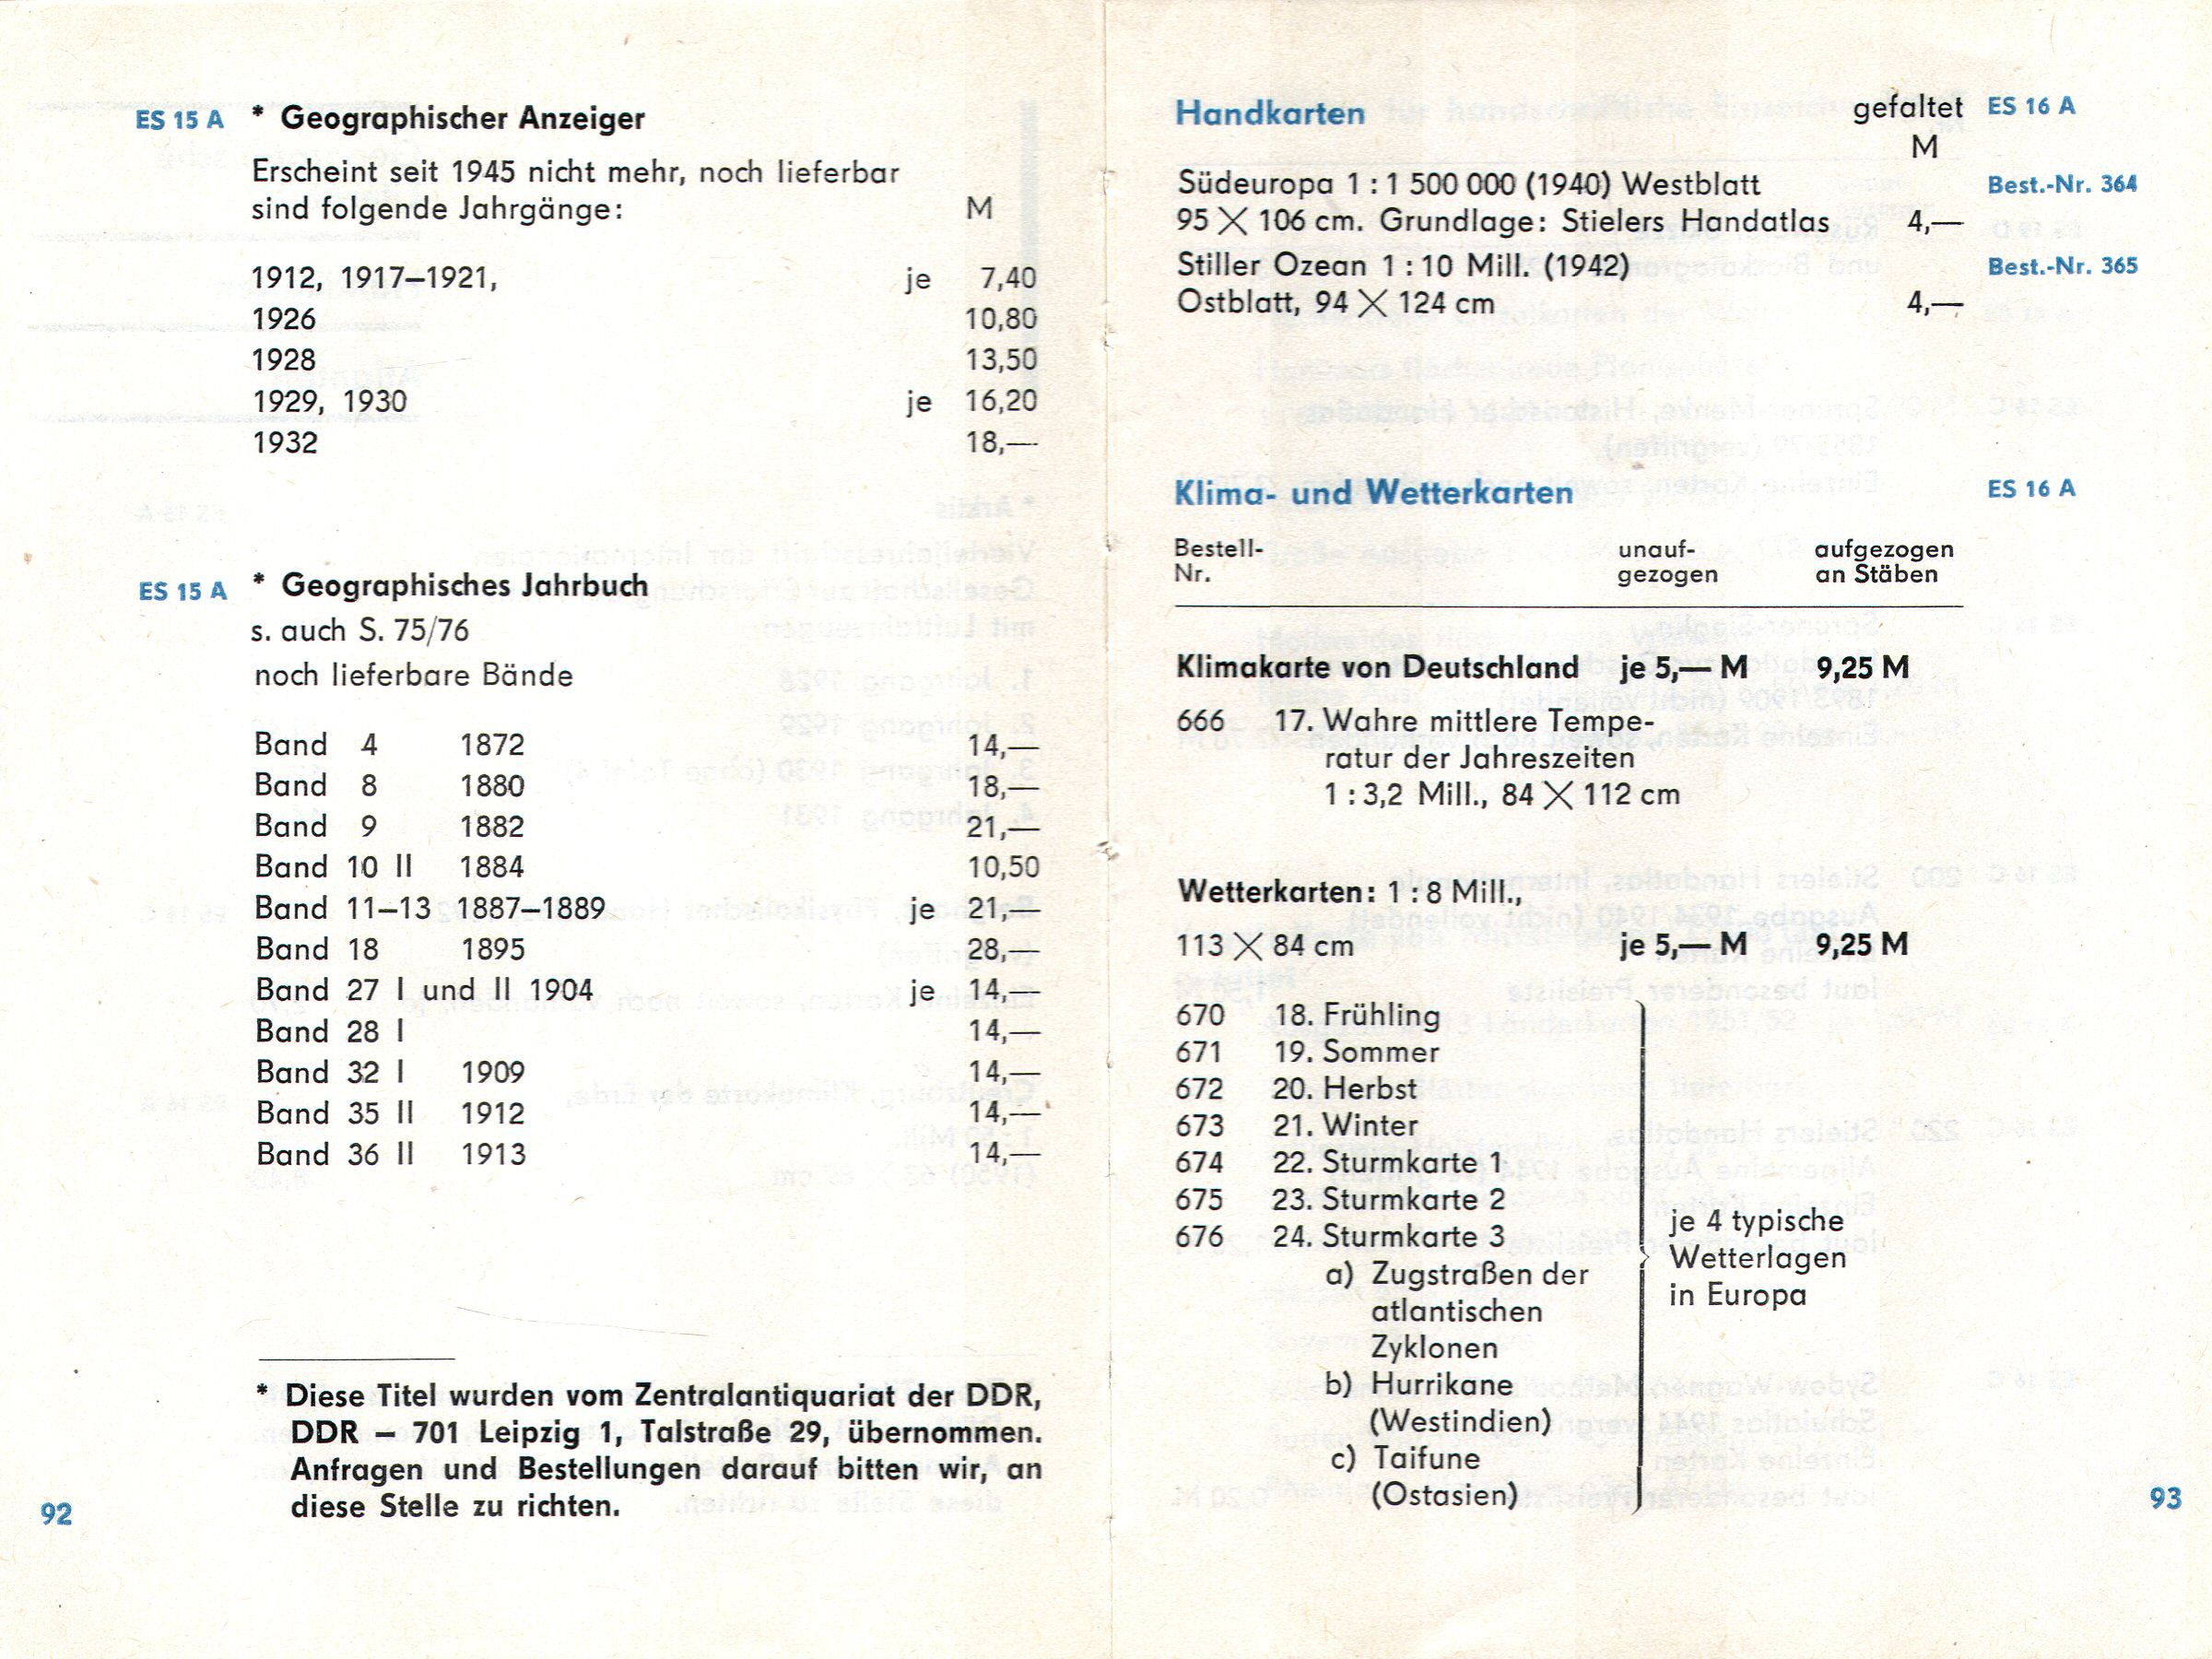 ES 15 A * Geographischer Anzeiger
Erscheint seit 1945 nicht mehr, noch lieferbar
sind folgende Jahrgänge: M
1912, 1917–1921, je 7,40
1926 10,80
1928 13,50
1929, 1930 je 16,20
1932 18,—
ES 15 A * Geographisches Jahrbuch
s. auch S. 75/76
noch lieferbare Bände
Band 4 1872 14,—
Band 8 1880 18,—
Band 9 1882 21,—
Band 10 II 1884 10,50
Band 11–13 1887–1889 je 21,—
Band 18 1895 28,—
Band 27 I und II 1904 je 14,—
Band 28 I 14,—
Band 32 I 1909 14,—
Band 35 II 1912 14,—
Band 36 II 1913 14,—
* Diese Titel wurden vom Zentralantiquariat der DDR,
DDR – 701 Leipzig 1, Talstraße 29, übernommen.
Anfragen und Bestellungen darauf bitten wir, an
diese Stelle zu richten.
92
Handkarten gefaltet ES 16 A
M
Südeuropa 1 : 1 500 000 (1940) Westblatt Best.-Nr. 364
95 × 106 cm. Grundlage: Stielers Handatlas 4,—
Stiller Ozean 1 : 10 Mill. (1942) Best.-Nr. 365
Ostblatt, 94 × 124 cm 4,—
Klima- und Wetterkarten ES 16 A
Bestell- unauf- aufgezogen
Nr. gezogen an Stäben
Klimakarte von Deutschland je 5,— M 9,25 M
666 17. Wahre mittlere Tempe-
ratur der Jahreszeiten
1 : 3,2 Mill., 84 × 112 cm
Wetterkarten: 1 : 8 Mill.,
113 × 84 cm je 5,— M 9,25 M
670 18. Frühling
671 19. Sommer
672 20. Herbst
673 21. Winter
674 22. Sturmkarte 1
675 23. Sturmkarte 2
676 24. Sturmkarte 3
a) Zugstraßen der
atlantischen
Zyklonen
b) Hurrikane
(Westindien)
c) Taifune
(Ostasien)
je 4 typische
Wetterlagen
in Europa
93